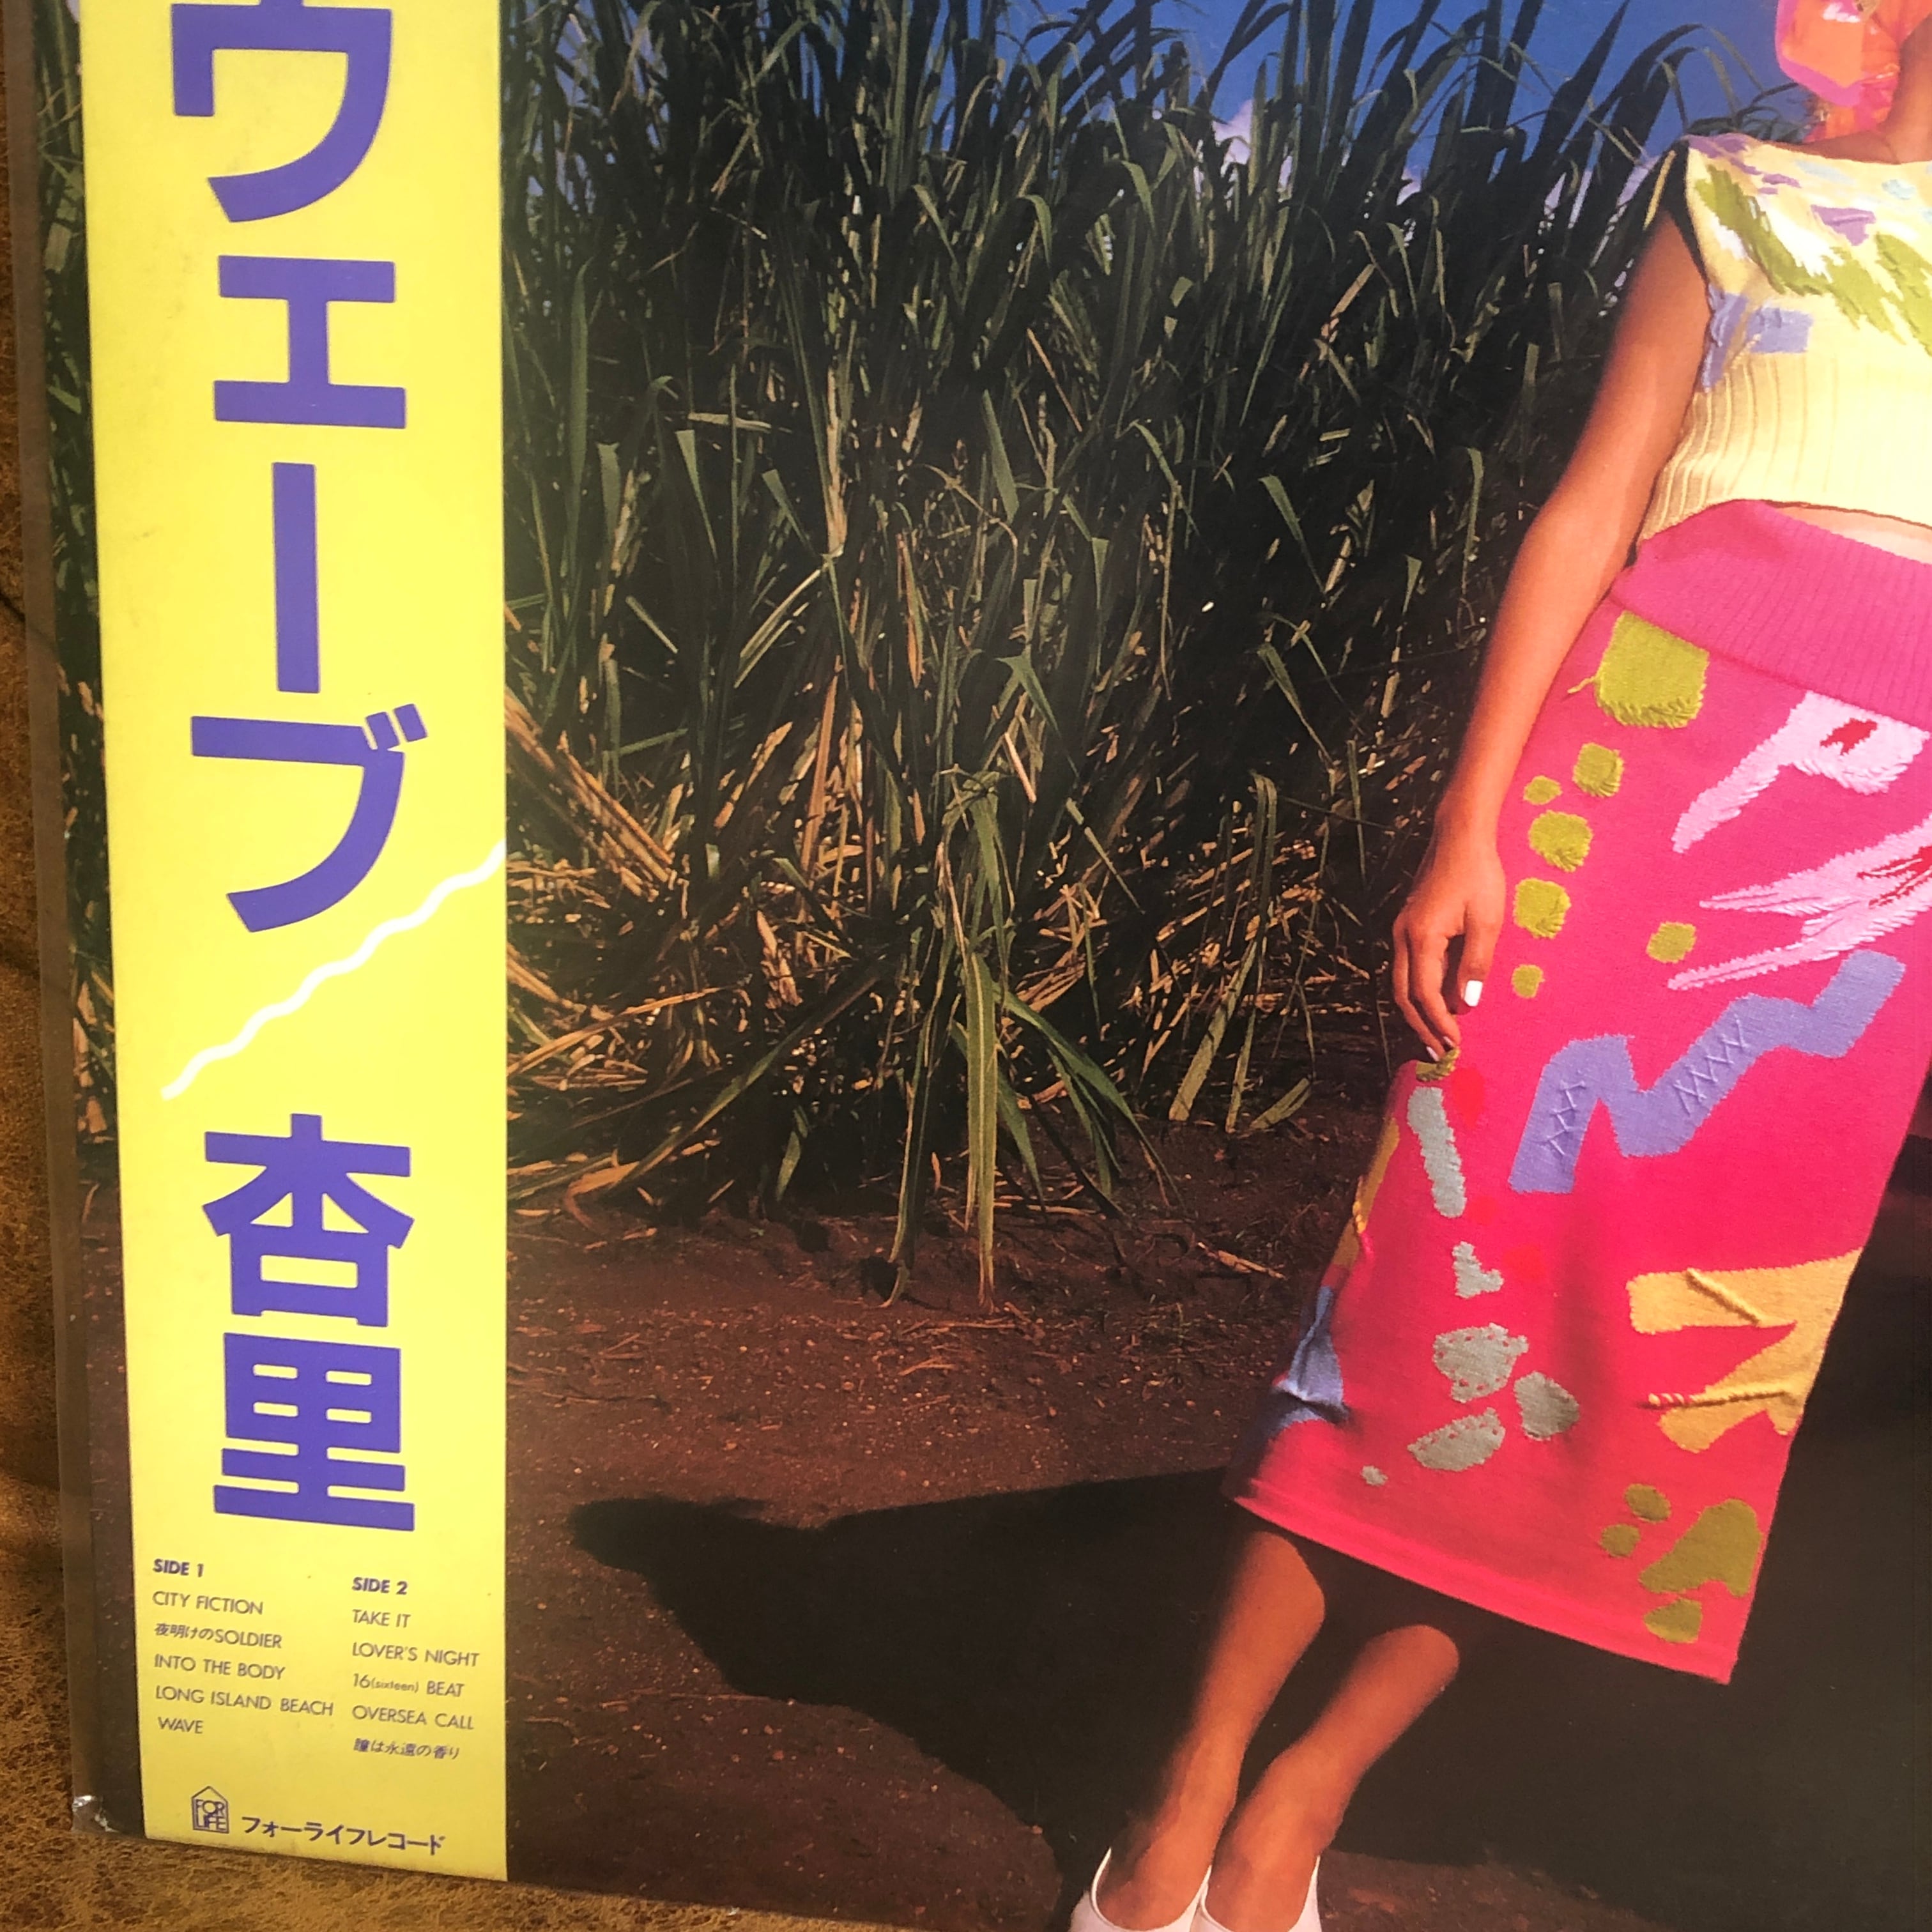 ウェーブ
杏里
SIDE 1
CITY FICTION
夜明けのSOLDIER
INTO THE BODY
LONG ISLAND BEACH
WAVE
SIDE 2
TAKE IT
LOVER'S NIGHT
16(sixteen) BEAT
OVERSEA CALL
瞳は永遠の香り
FOR
LIFE
フォーライフレコード